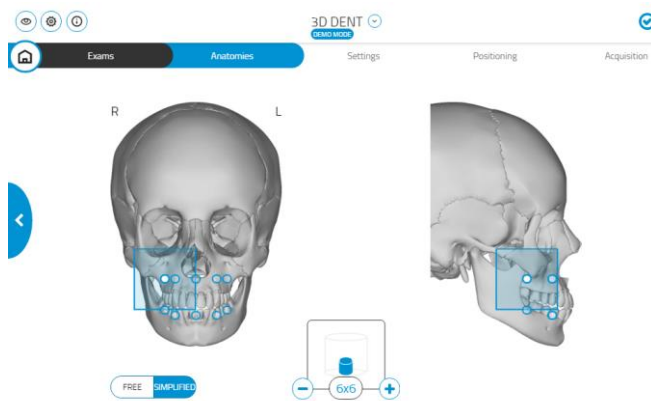 3D DENT
DEMO MODE
Exams
Anatomies
Settings
Positioning
Acquisition
R
L
FREE
SIMPLIFIED
6x6